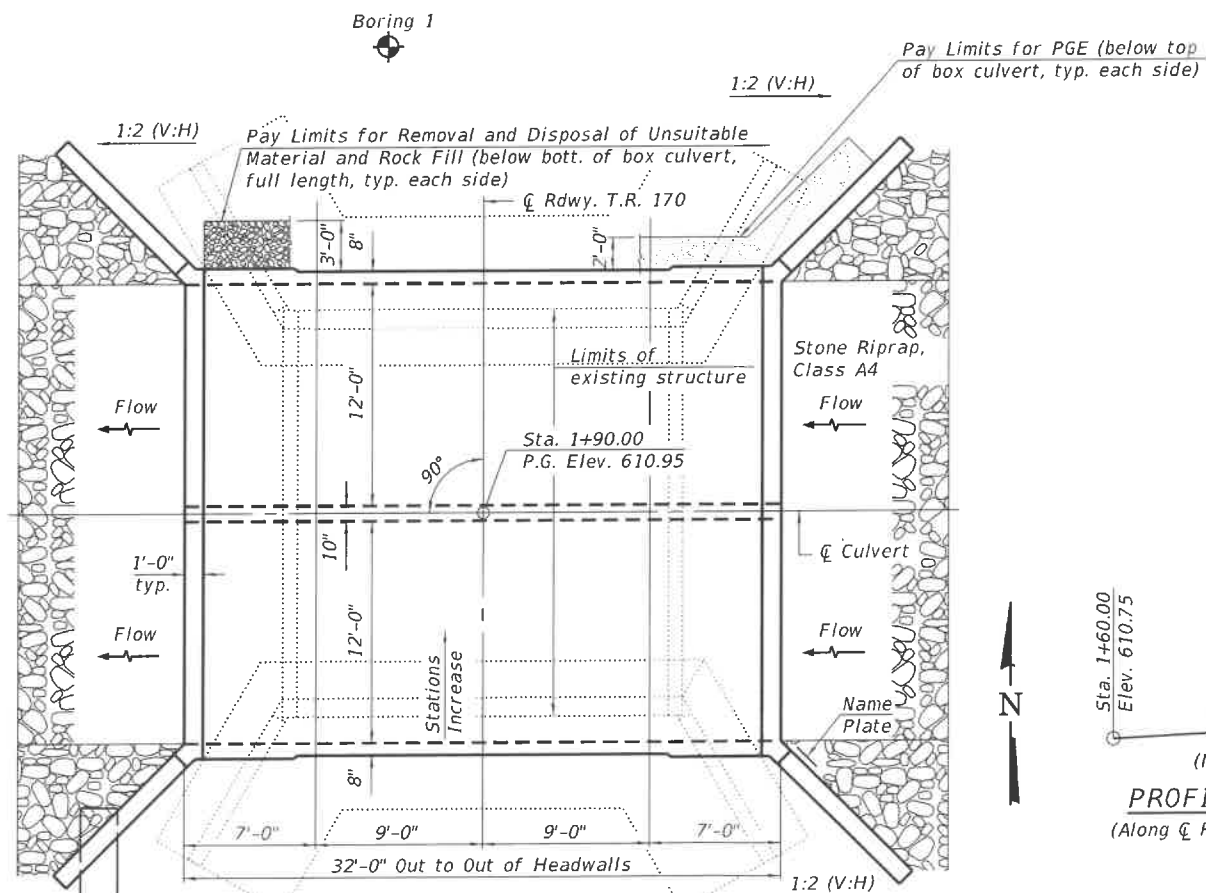 Boring 1
Pay Limits for PGE (below top
of box culvert, typ. each side)
1:2 (V:H)
1:2 (V:H)
Pay Limits for Removal and Disposal of Unsuitable
Material and Rock Fill (below bott. of box culvert,
full length, typ. each side)
℄ Rdwy. T.R. 170
3'-0"
8"
2'-0"
Limits of
existing structure
Stone Riprap,
Class A4
12'-0"
Flow
Flow
Sta. 1+90.00
P.G. Elev. 610.95
90°
10"
℄ Culvert
1'-0"
typ.
12'-0"
Flow
Flow
Stations
Increase
Name
Plate
N
Sta. 1+60.00
Elev. 610.75
8"
7'-0"
9'-0"
9'-0"
7'-0"
32'-0" Out to Out of Headwalls
1:2 (V:H)
(Along ℄